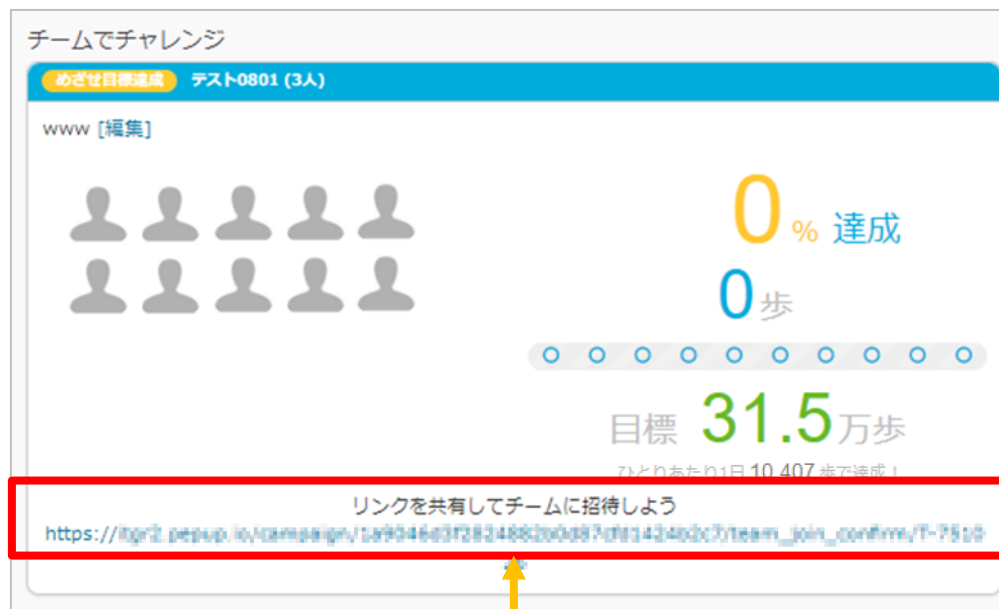 チームでチャレンジ
めざせ目標達成 テスト0801 (3人)
www [編集]
0 % 達成
0 歩
目標 31.5 万歩
ひとりあたり1日 10,407 歩で達成！
リンクを共有してチームに招待しよう
https://